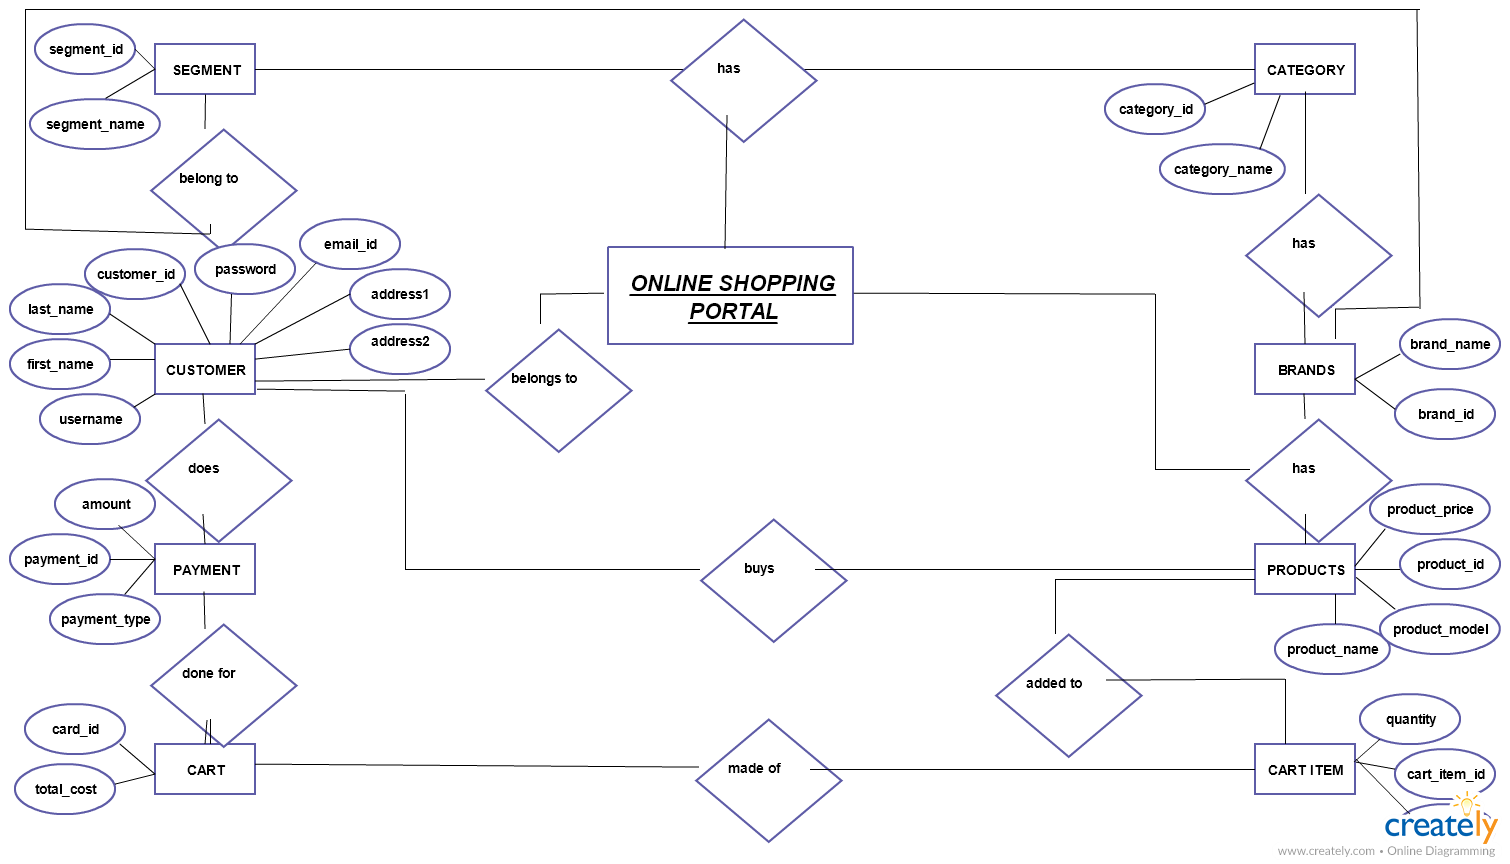 segment_id
SEGMENT
has
CATEGORY
segment_name
category_id
category_name
belong to
email_id
has
customer_id
password
ONLINE SHOPPING
PORTAL
last_name
address1
address2
brand_name
first_name
CUSTOMER
belongs to
BRANDS
username
brand_id
does
has
amount
product_price
payment_id
PAYMENT
buys
PRODUCTS
product_id
payment_type
product_name
product_model
done for
added to
card_id
quantity
CART
made of
CART ITEM
cart_item_id
total_cost
creately
www.creately.com • Online Diagramming